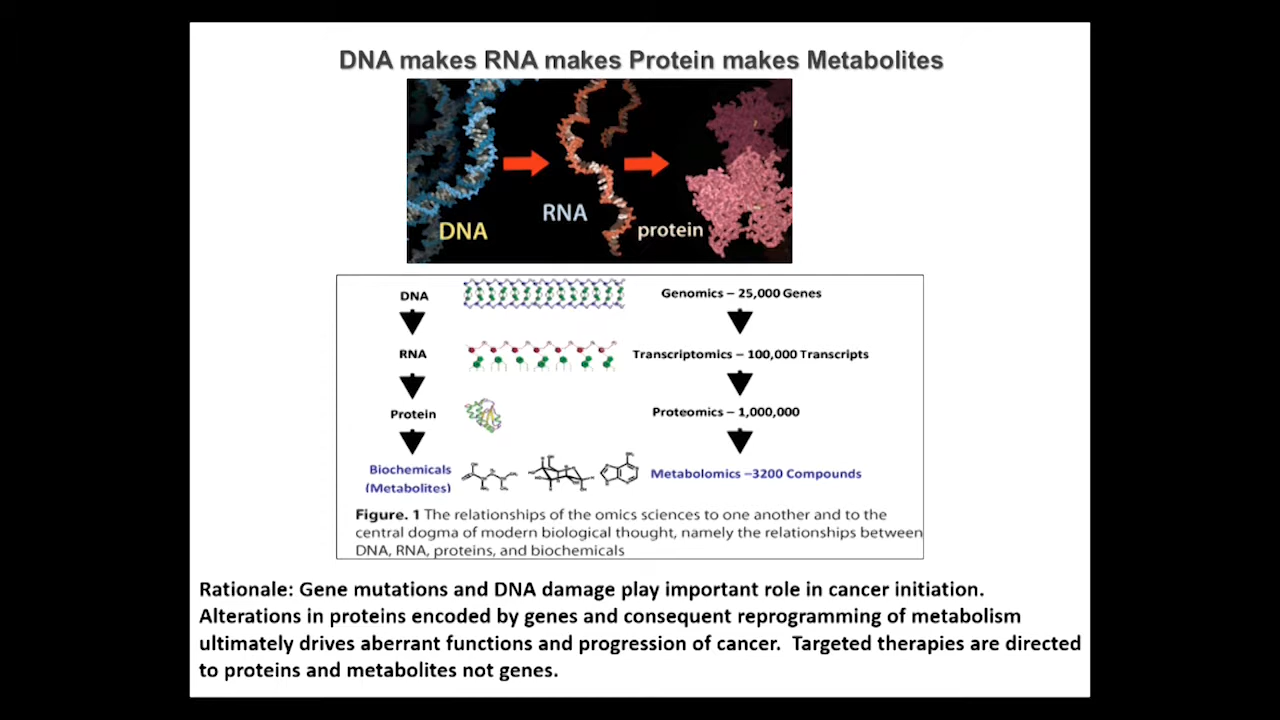 DNA makes RNA makes Protein makes Metabolites
DNA
RNA
protein
DNA
Genomics – 25,000 Genes
RNA
Transcriptomics – 100,000 Transcripts
Protein
Proteomics – 1,000,000
Biochemicals
(Metabolites)
Metabolomics –3200 Compounds
Figure. 1 The relationships of the omics sciences to one another and to the
central dogma of modern biological thought, namely the relationships between
DNA, RNA, proteins, and biochemicals
Rationale: Gene mutations and DNA damage play important role in cancer initiation.
Alterations in proteins encoded by genes and consequent reprogramming of metabolism
ultimately drives aberrant functions and progression of cancer.  Targeted therapies are directed
to proteins and metabolites not genes.